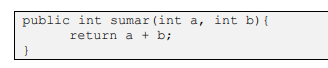 public int sumar(int a, int b){
return a + b;
}